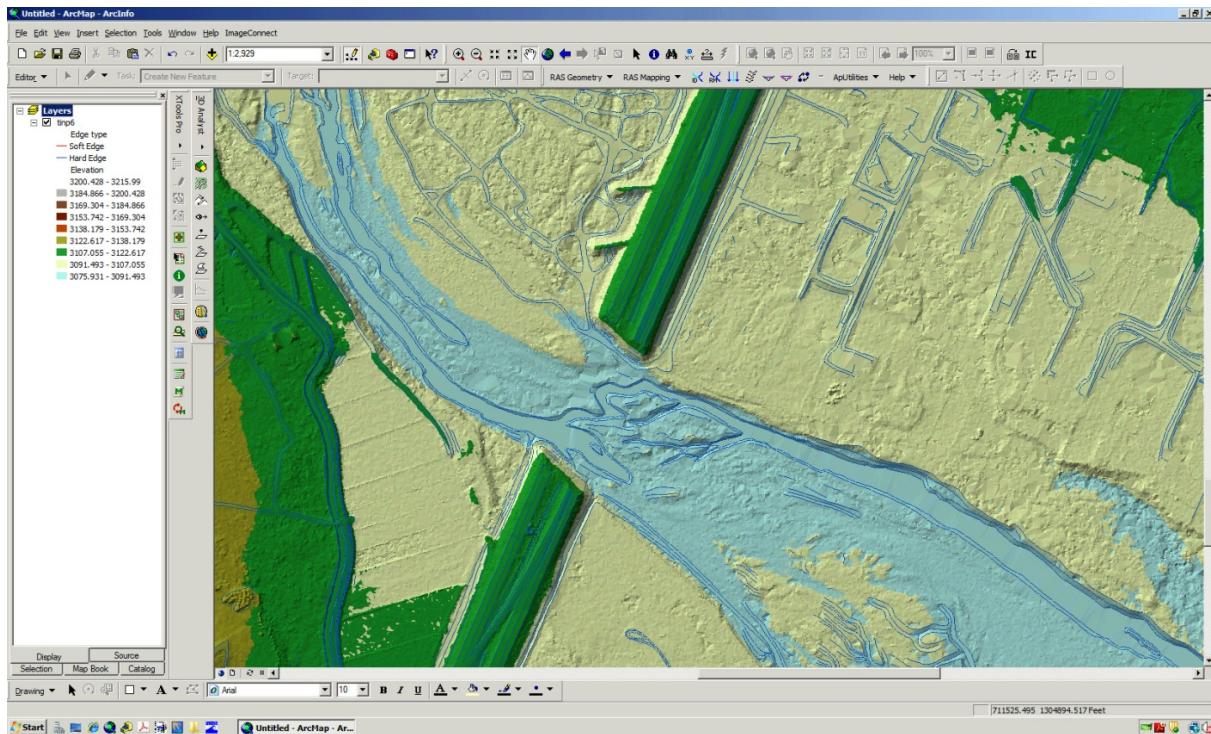 Untitled - ArcMap - ArcInfo
File Edit View Insert Selection Tools Window Help ImageConnect
1:2,929 100% IC
Editor Task: Create New Feature Target: RAS Geometry RAS Mapping ApUtilities Help
Layers
tinp6
Edge type
Soft Edge
Hard Edge
Elevation
3200.428 - 3215.99
3184.866 - 3200.428
3169.304 - 3184.866
3153.742 - 3169.304
3138.179 - 3153.742
3122.617 - 3138.179
3107.055 - 3122.617
3091.493 - 3107.055
3075.931 - 3091.493
XTools Pro
3D Analyst
Display Source
Selection Map Book Catalog
Drawing A Arial 10 B I U A
711525.495 1304894.517 Feet
Start Untitled - ArcMap - Ar...